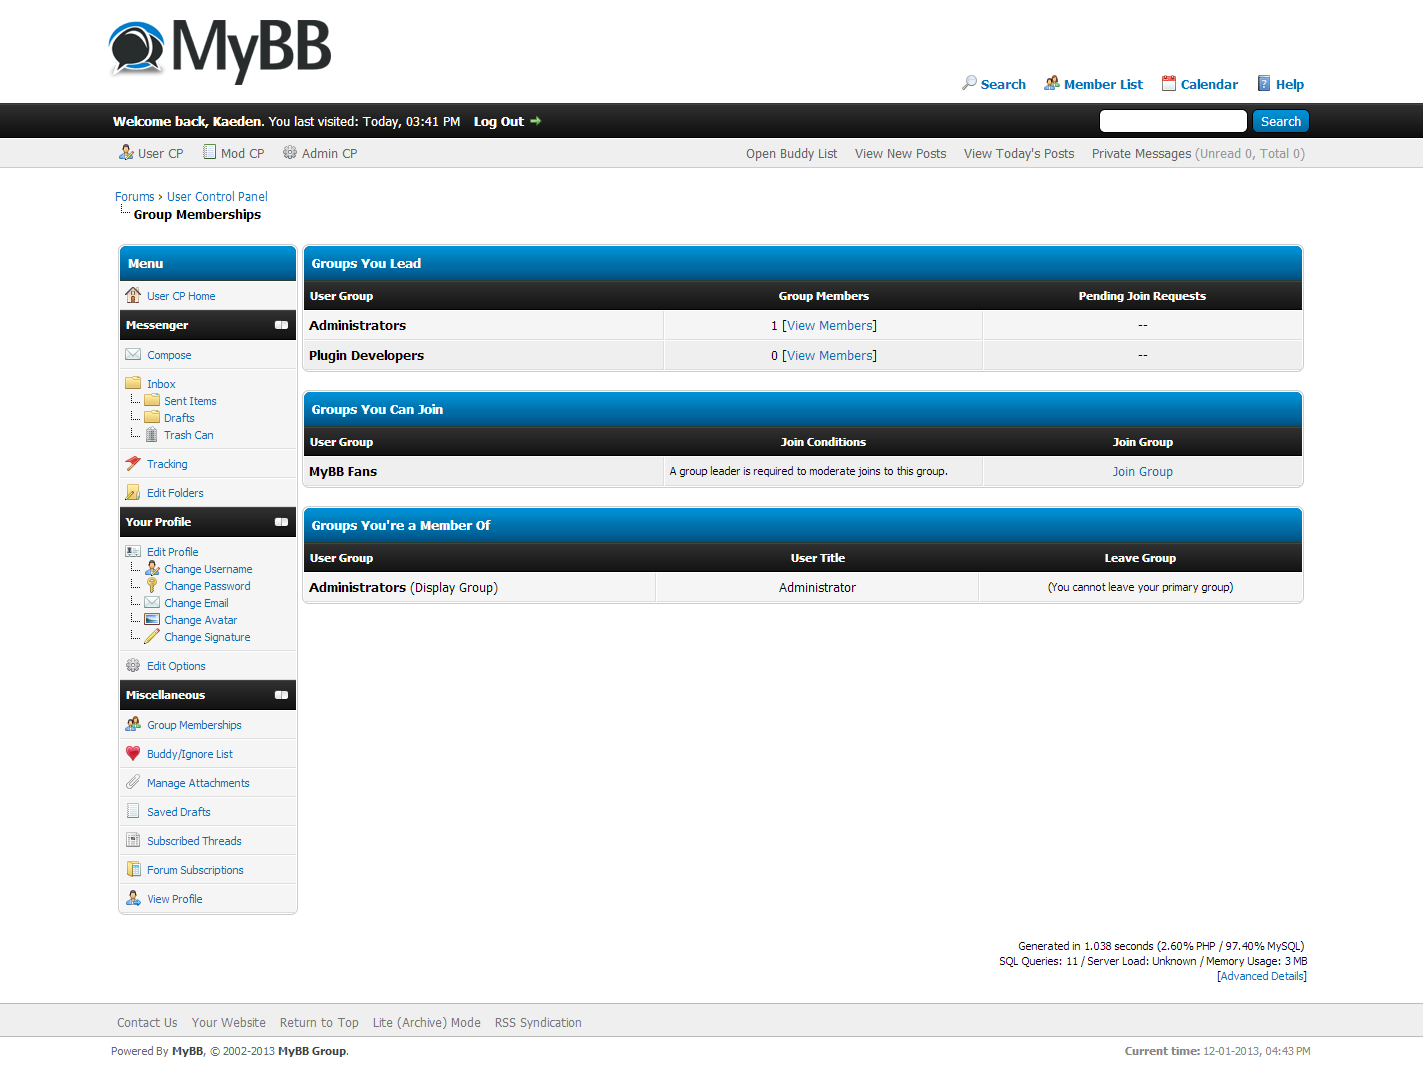 MyBB
Search Member List Calendar Help
Welcome back, Kaeden. You last visited: Today, 03:41 PM Log Out
Search
User CP Mod CP Admin CP
Open Buddy List View New Posts View Today's Posts Private Messages (Unread 0, Total 0)
Forums › User Control Panel
Group Memberships
Menu
User CP Home
Messenger
Compose
Inbox
Sent Items
Drafts
Trash Can
Tracking
Edit Folders
Your Profile
Edit Profile
Change Username
Change Password
Change Email
Change Avatar
Change Signature
Edit Options
Miscellaneous
Group Memberships
Buddy/Ignore List
Manage Attachments
Saved Drafts
Subscribed Threads
Forum Subscriptions
View Profile
Groups You Lead
User Group Group Members Pending Join Requests
Administrators 1 [View Members] --
Plugin Developers 0 [View Members] --
Groups You Can Join
User Group Join Conditions Join Group
MyBB Fans A group leader is required to moderate joins to this group. Join Group
Groups You're a Member Of
User Group User Title Leave Group
Administrators (Display Group) Administrator (You cannot leave your primary group)
Generated in 1.038 seconds (2.60% PHP / 97.40% MySQL)
SQL Queries: 11 / Server Load: Unknown / Memory Usage: 3 MB
[Advanced Details]
Contact Us Your Website Return to Top Lite (Archive) Mode RSS Syndication
Powered By MyBB, © 2002-2013 MyBB Group.
Current time: 12-01-2013, 04:43 PM